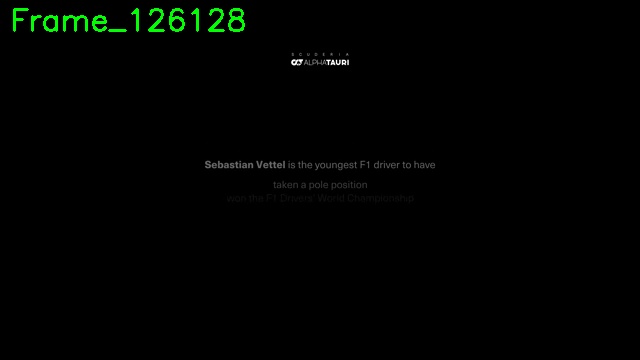 Frame_126128
SCUDERIA
ALPHATAURI
Sebastian Vettel is the youngest F1 driver to have
taken a pole position
won the F1 Drivers' World Championship